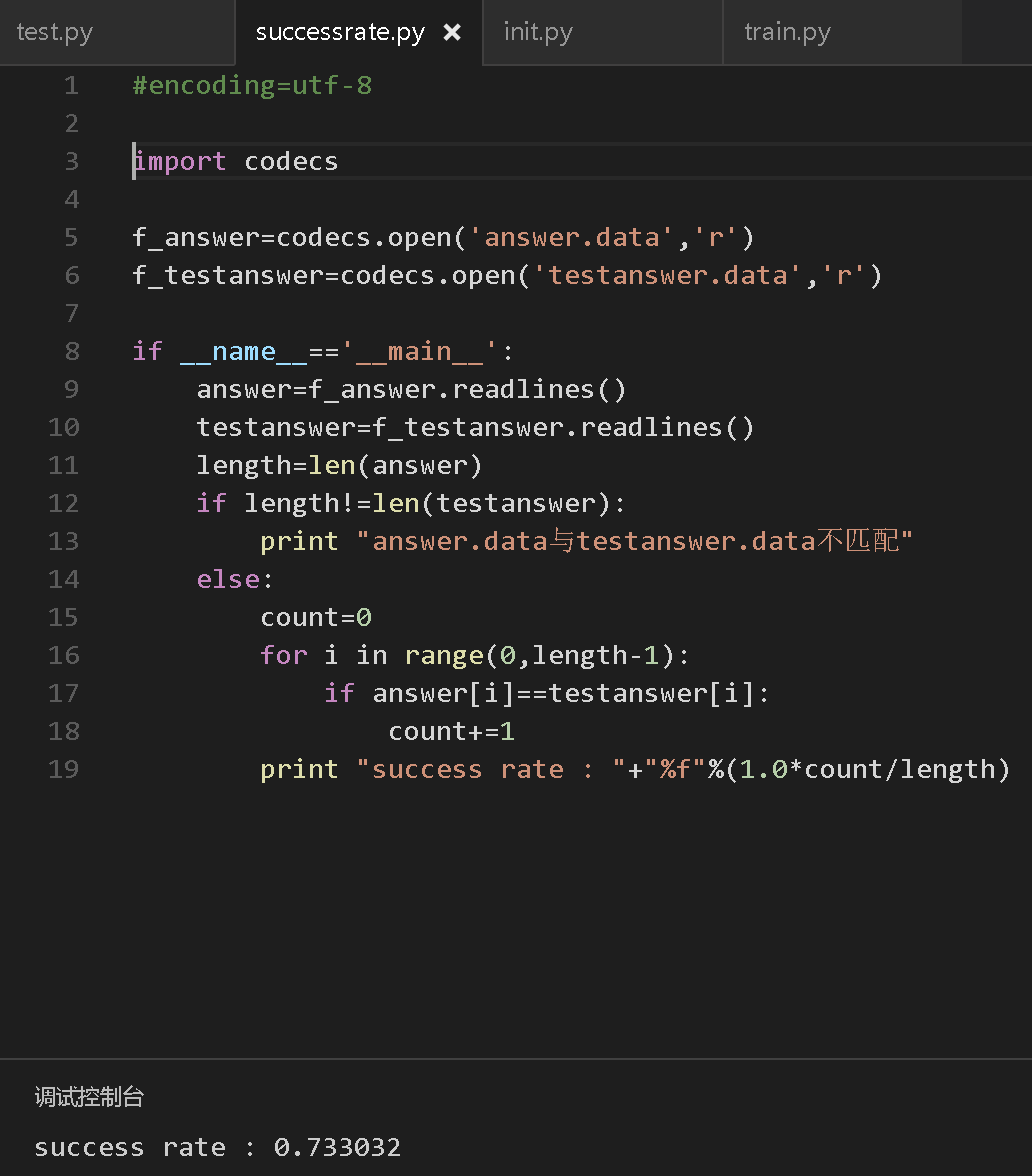 test.py successrate.py × init.py train.py
1 #encoding=utf-8
2
3 import codecs
4
5 f_answer=codecs.open('answer.data','r')
6 f_testanswer=codecs.open('testanswer.data','r')
7
8 if __name__=='__main__':
9     answer=f_answer.readlines()
10     testanswer=f_testanswer.readlines()
11     length=len(answer)
12     if length!=len(testanswer):
13         print "answer.data与testanswer.data不匹配"
14     else:
15         count=0
16         for i in range(0,length-1):
17             if answer[i]==testanswer[i]:
18                 count+=1
19         print "success rate : "+"%f"%(1.0*count/length)
调试控制台
success rate : 0.733032